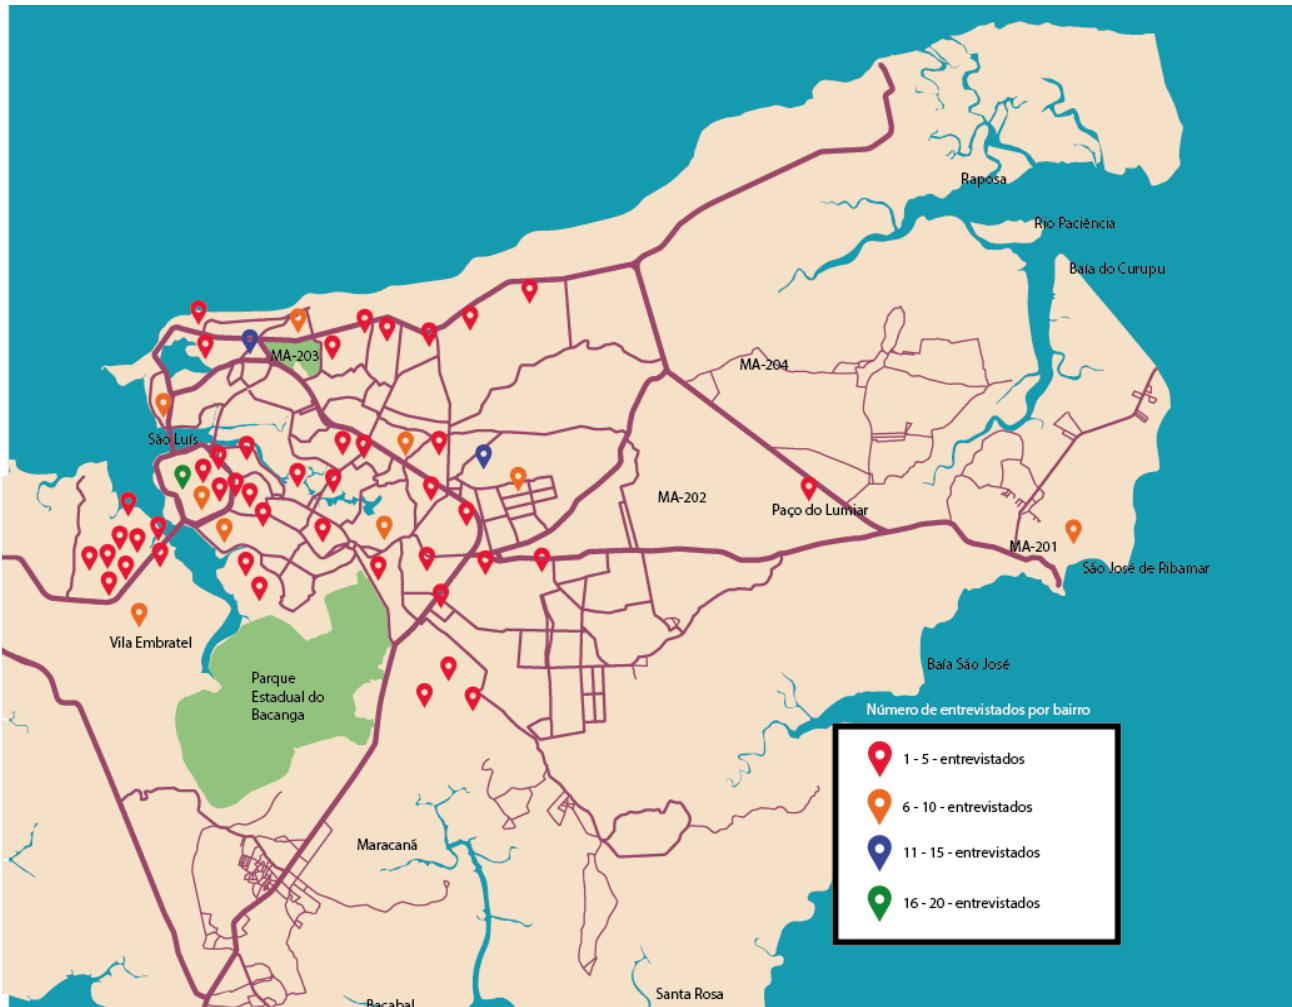 Raposa
Rio Paciência
Baía do Curupu
MA-203
MA-204
São Luís
MA-202
Paço do Lumiar
MA-201
São José de Ribamar
Vila Embratel
Baía São José
Parque
Estadual do
Bacanga
Número de entrevistados por bairro
1 - 5 - entrevistados
6 - 10 - entrevistados
11 - 15 - entrevistados
16 - 20 - entrevistados
Maracanã
Santa Rosa
Bacabal